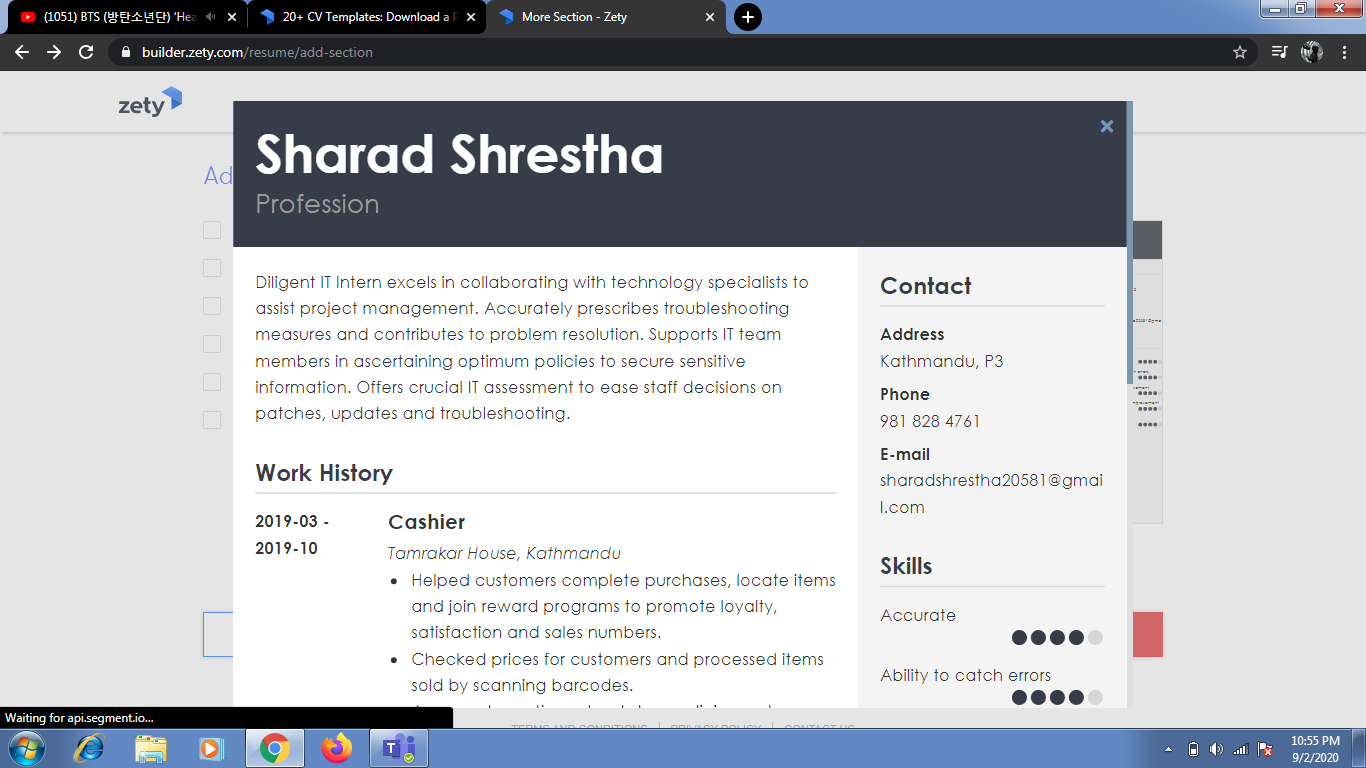 (1051) BTS (방탄소년단) 'Hea
20+ CV Templates: Download a P
More Section - Zety
builder.zety.com/resume/add-section
zety
Ad
Sharad Shrestha
Profession
Diligent IT Intern excels in collaborating with technology specialists to
assist project management. Accurately prescribes troubleshooting
measures and contributes to problem resolution. Supports IT team
members in ascertaining optimum policies to secure sensitive
information. Offers crucial IT assessment to ease staff decisions on
patches, updates and troubleshooting.
Work History
2019-03 -
2019-10
Cashier
Tamrakar House, Kathmandu
• Helped customers complete purchases, locate items
and join reward programs to promote loyalty,
satisfaction and sales numbers.
• Checked prices for customers and processed items
sold by scanning barcodes.
Contact
Address
Kathmandu, P3
Phone
981 828 4761
E-mail
sharadshrestha20581@gmai
l.com
Skills
Accurate
Ability to catch errors
TERMS AND CONDITIONS | PRIVACY POLICY | CONTACT US
Waiting for api.segment.io...
10:55 PM
9/2/2020